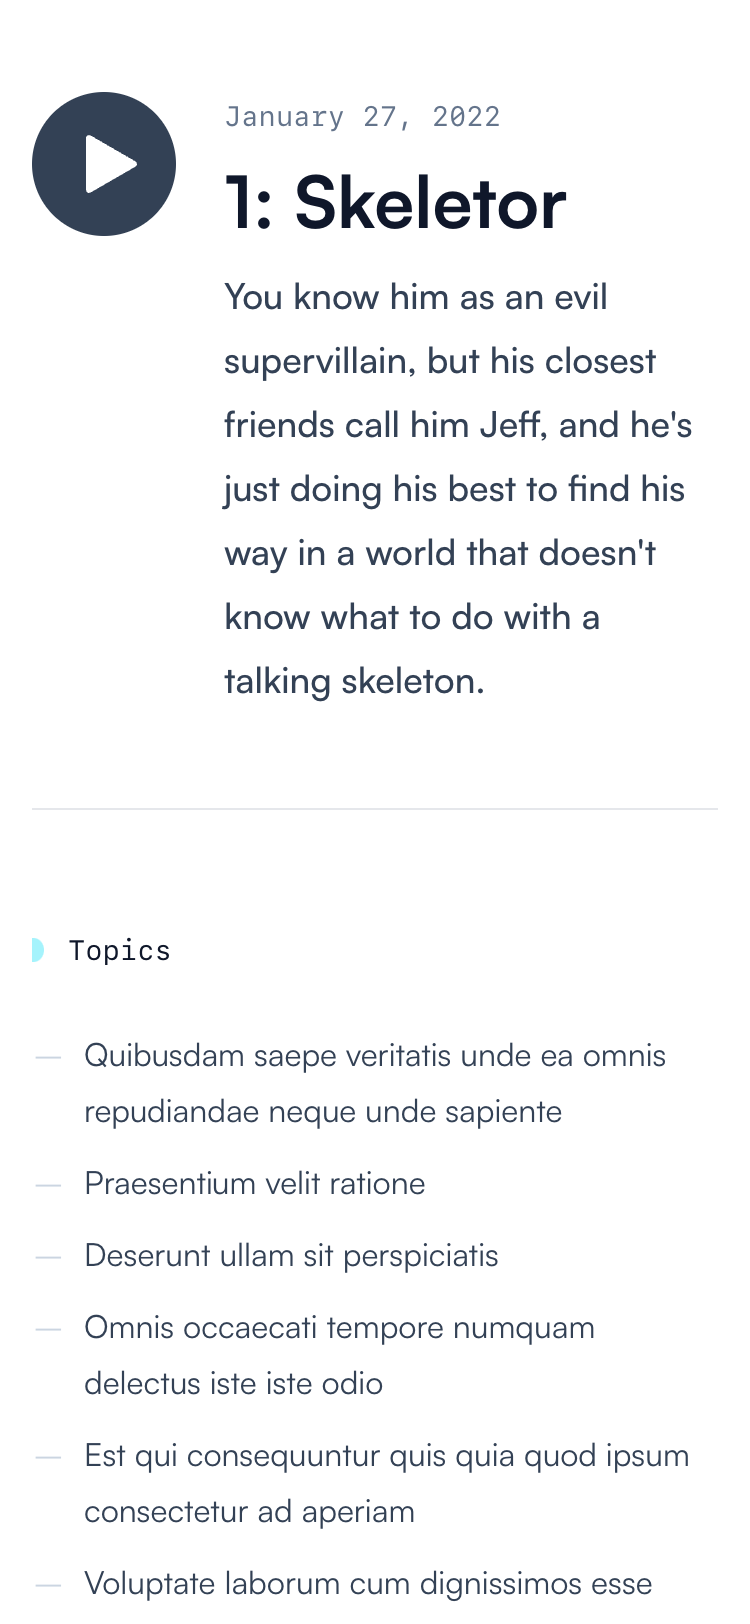 January 27, 2022
1: Skeletor
You know him as an evil
supervillain, but his closest
friends call him Jeff, and he's
just doing his best to find his
way in a world that doesn't
know what to do with a
talking skeleton.
Topics
— Quibusdam saepe veritatis unde ea omnis
repudiandae neque unde sapiente
— Praesentium velit ratione
— Deserunt ullam sit perspiciatis
— Omnis occaecati tempore numquam
delectus iste iste odio
— Est qui consequuntur quis quia quod ipsum
consectetur ad aperiam
— Voluptate laborum cum dignissimos esse